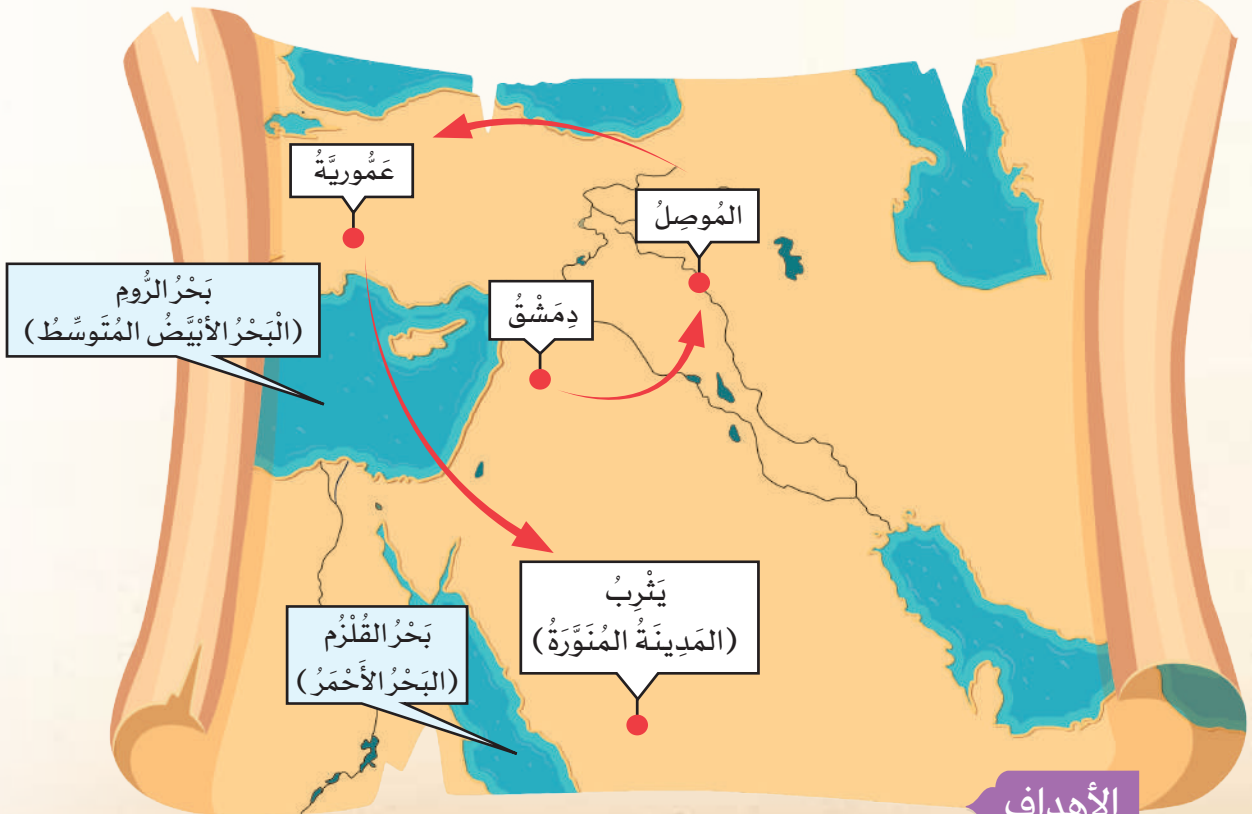 عَمُّورِيَّةُ
المُوصِلُ
بَحْرُ الرُّومِ
(الْبَحْرُ الأبْيَّضُ المُتَوسِّطُ)
دِمَشْقُ
يَثْرِبُ
(المَدِينَةُ المُنَوَّرَةُ)
بَحْرُ القُلْزُم
(البَحْرُ الأَحْمَرُ)
الأهداف